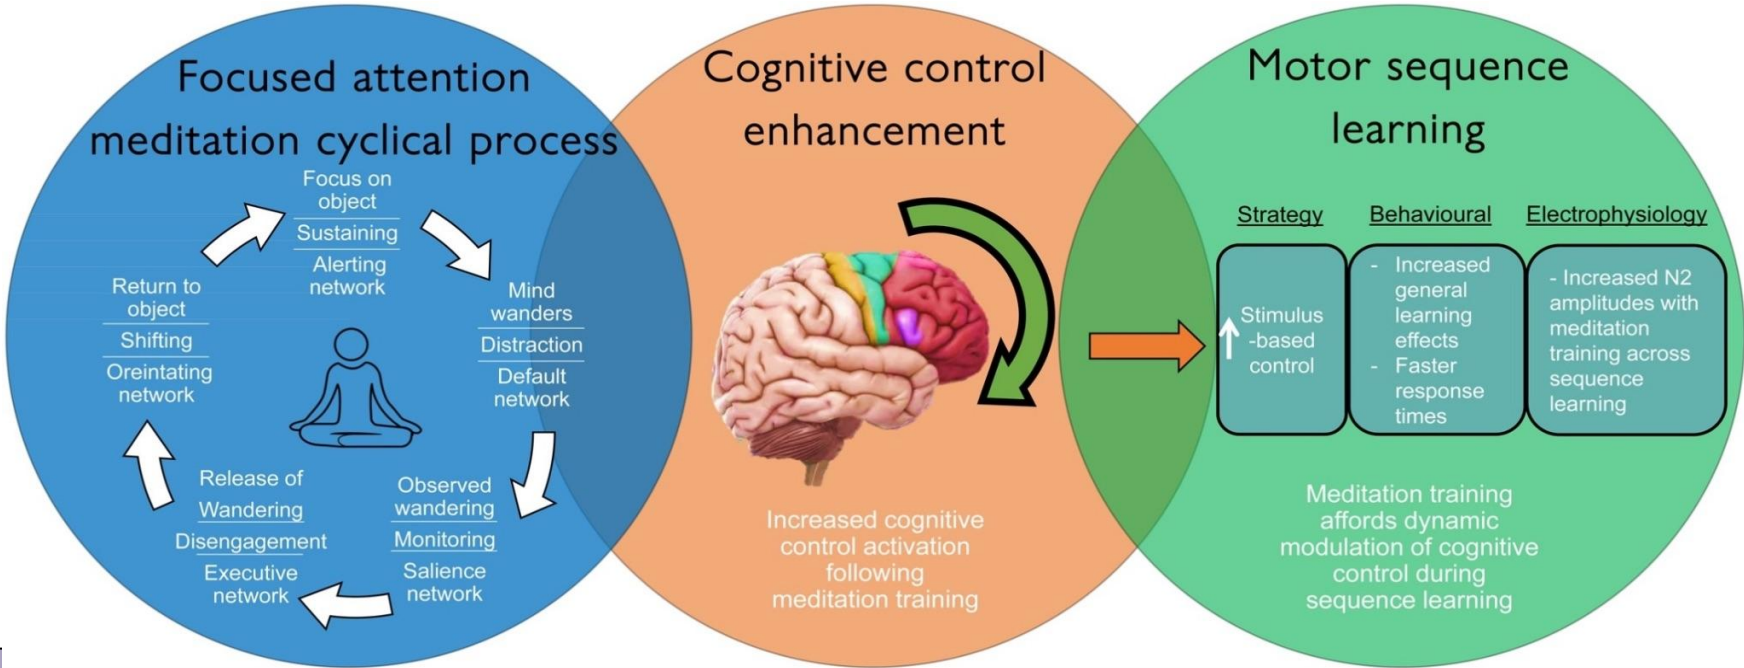 Focused attention
meditation cyclical process
Focus on
object
Sustaining
Alerting
network
Mind
wanders
Distraction
Default
network
Observed
wandering
Monitoring
Salience
network
Release of
Wandering
Disengagement
Executive
network
Return to
object
Shifting
Oreintating
network
Cognitive control
enhancement
Increased cognitive
control activation
following
meditation training
Motor sequence
learning
Strategy
Stimulus
-based
control
Behavioural
- Increased
general
learning
effects
- Faster
response
times
Electrophysiology
- Increased N2
amplitudes with
meditation
training across
sequence
learning
Meditation training
affords dynamic
modulation of cognitive
control during
sequence learning